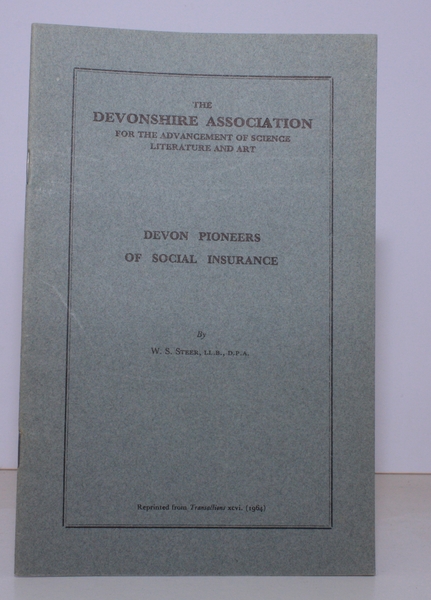 THE
DEVONSHIRE ASSOCIATION
FOR THE ADVANCEMENT OF SCIENCE
LITERATURE AND ART
DEVON PIONEERS
OF SOCIAL INSURANCE
By
W. S. STEER, LL.B., D.P.A.
Reprinted from Transactions xcvi. (1964)